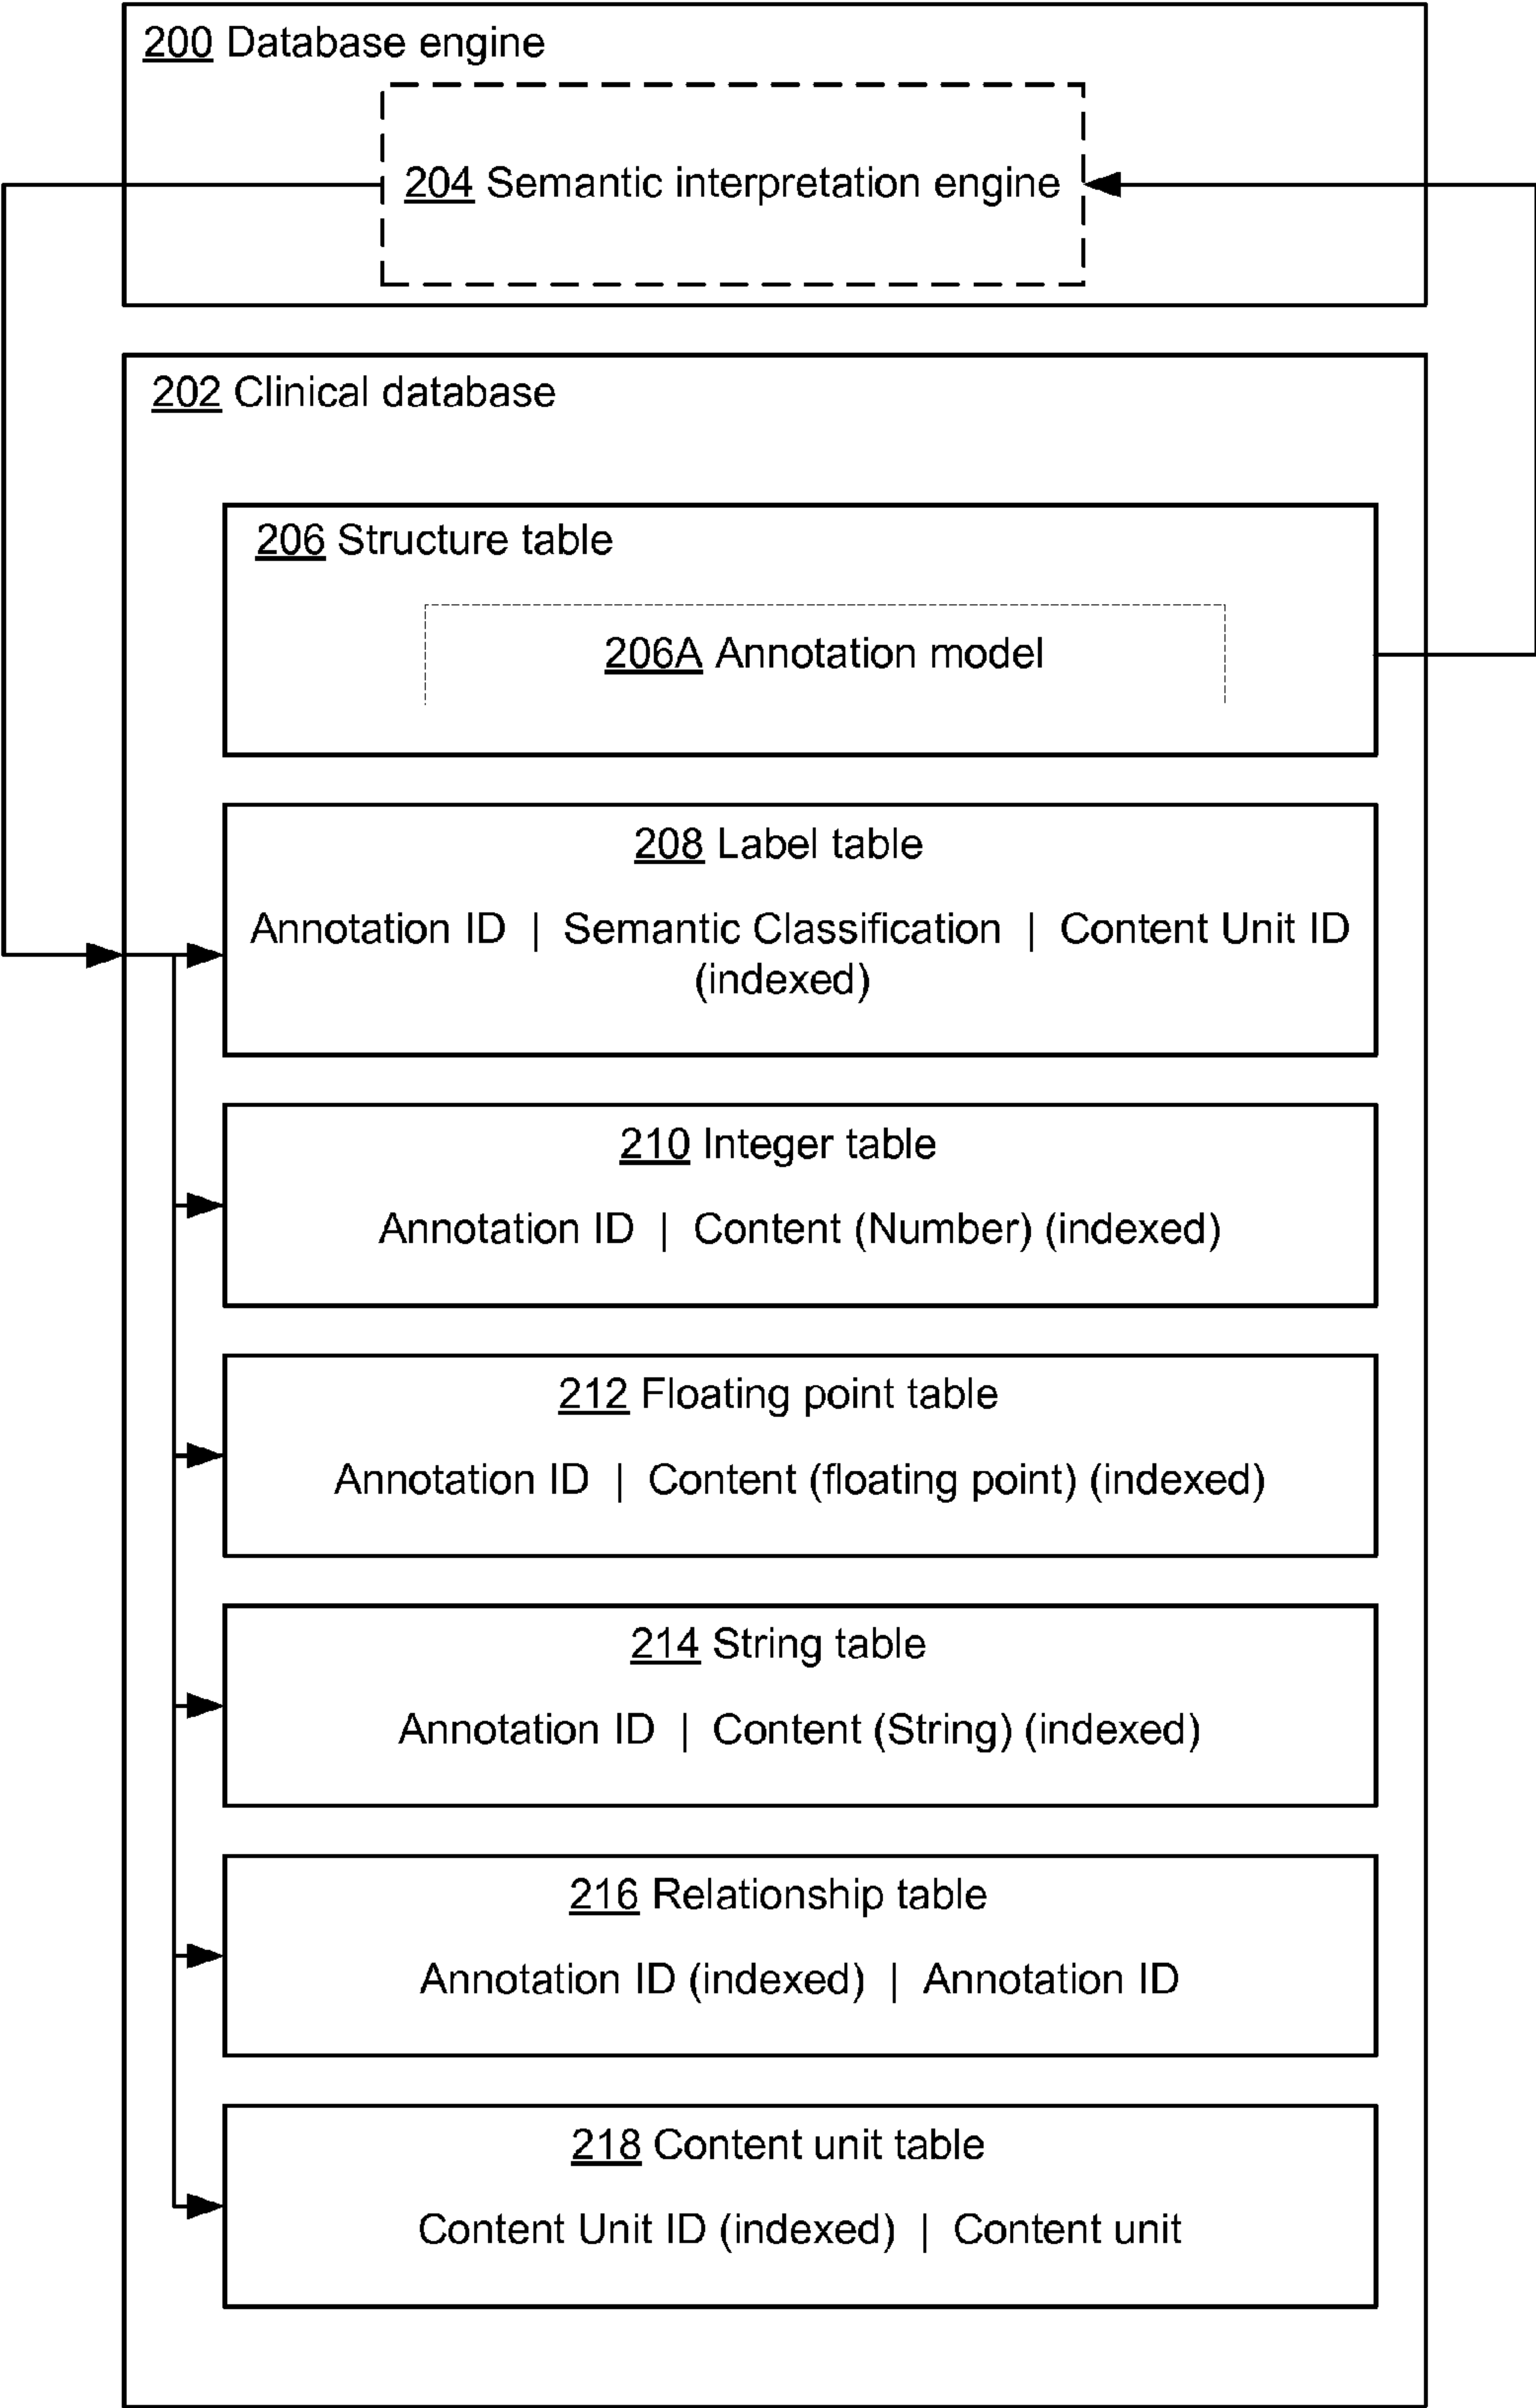 200 Database engine
204 Semantic interpretation engine
202 Clinical database
206 Structure table
206A Annotation model
208 Label table
Annotation ID | Semantic Classification | Content Unit ID
(indexed)
210 Integer table
Annotation ID | Content (Number) (indexed)
212 Floating point table
Annotation ID | Content (floating point) (indexed)
214 String table
Annotation ID | Content (String) (indexed)
216 Relationship table
Annotation ID (indexed) | Annotation ID
218 Content unit table
Content Unit ID (indexed) | Content unit